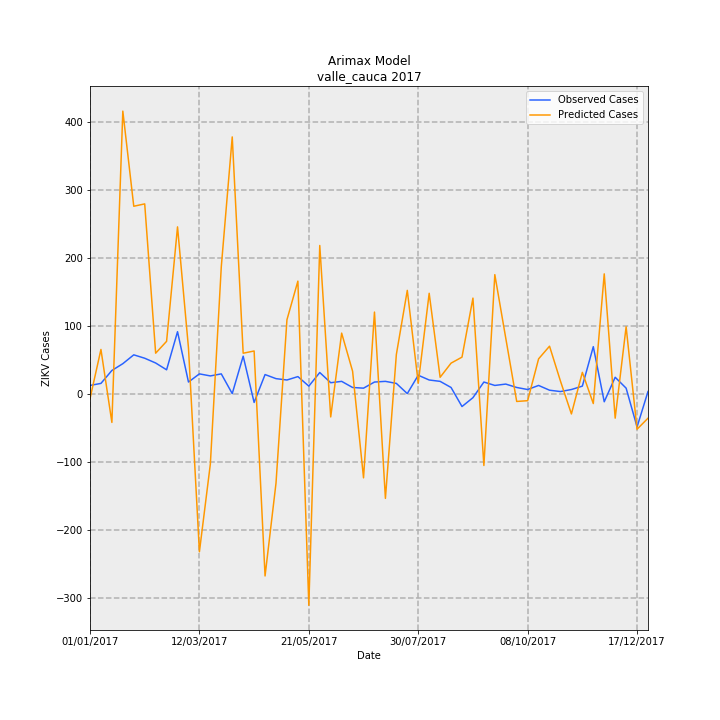 Arimax Model
valle_cauca 2017
Observed Cases
Predicted Cases
ZIKV Cases
400
300
200
100
0
−100
−200
−300
01/01/2017
12/03/2017
21/05/2017
30/07/2017
08/10/2017
17/12/2017
Date